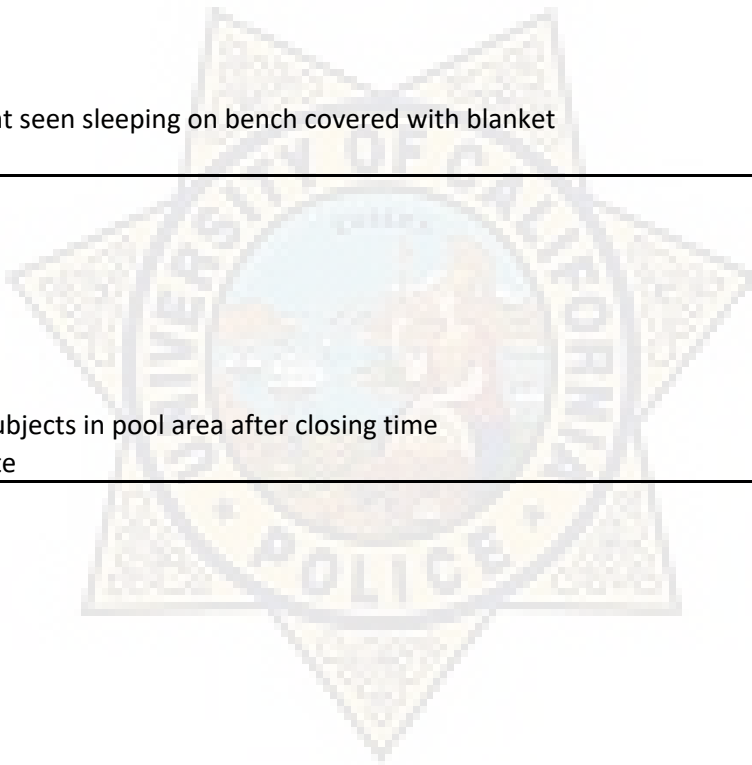 t seen sleeping on bench covered with blanket
ubjects in pool area after closing time
te
UNIVERSITY OF CALIFORNIA
POLICE